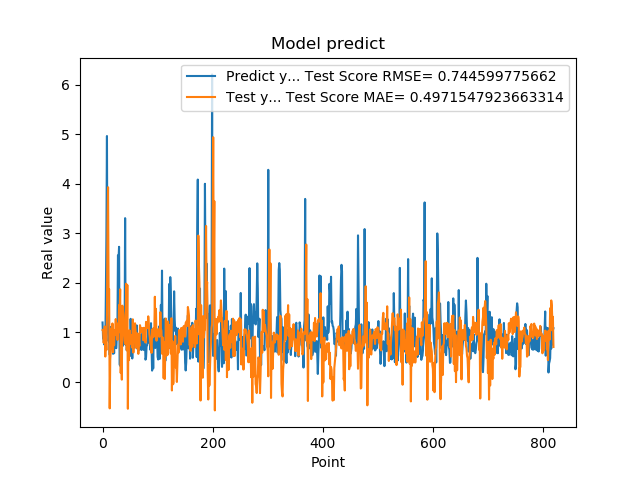 Model predict
Predict y... Test Score RMSE= 0.744599775662
Test y... Test Score MAE= 0.4971547923663314
Real value
6
5
4
3
2
1
0
0 200 400 600 800
Point